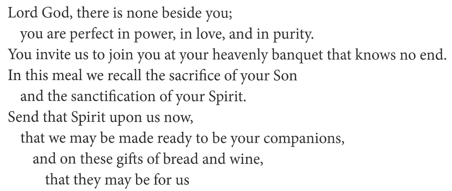 Lord God, there is none beside you;
you are perfect in power, in love, and in purity.
You invite us to join you at your heavenly banquet that knows no end.
In this meal we recall the sacrifice of your Son
and the sanctification of your Spirit.
Send that Spirit upon us now,
that we may be made ready to be your companions,
and on these gifts of bread and wine,
that they may be for us